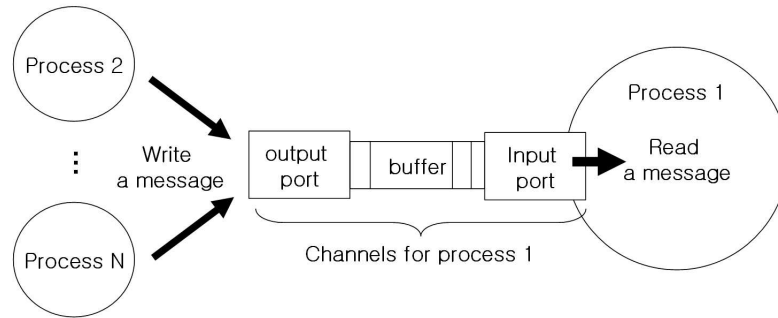 Process 2
⋮
Write
a message
Process N
output
port
buffer
Input
port
Channels for process 1
Process 1
Read
a message